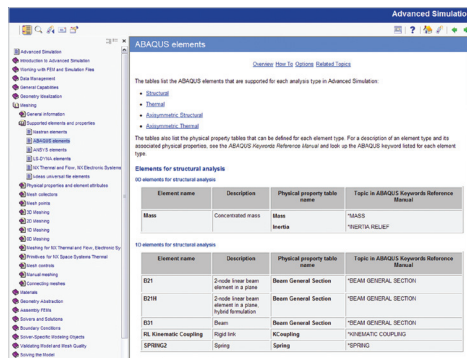 Advanced Simulatio
ABAQUS elements
Overview How To Options Related Topics
The tables list the ABAQUS elements that are supported for each analysis type in Advanced Simulation:
Structural
Thermal
Axisymmetric Structural
Axisymmetric Thermal
The tables also list the physical property tables that can be defined for each element type. For a description of an element type and its
associated physical properties, see the ABAQUS Keywords Reference Manual and look up the ABAQUS keyword listed for each element
type.
Elements for structural analysis
0D elements for structural analysis
Element name Description Physical property table name Topic in ABAQUS Keywords Reference Manual
Mass Concentrated mass Mass *MASS
Inertia *INERTIA RELIEF
1D elements for structural analysis
Element name Description Physical property table name Topic in ABAQUS Keywords Reference Manual
B21 2-node linear beam element in a plane Beam General Section *BEAM GENERAL SECTION
B21H 2-node linear beam element in a plane, hybrid formulation Beam General Section *BEAM GENERAL SECTION
B31 Beam Beam General Section *BEAM GENERAL SECTION
RL Kinematic Coupling Rigid link KCoupling *KINEMATIC COUPLING
SPRING2 Spring Spring *SPRING
Advanced Simulation
Introduction to Advanced Simulation
Working with FEM and Simulation Files
Data Management
General Capabilities
Geometry Idealization
Meshing
General Information
Supported elements and properties
Nastran elements
ABAQUS elements
ANSYS elements
LS-DYNA elements
NX Thermal and Flow, NX Electronic Systems
I-deas universal file elements
Physical properties and element attributes
Mesh collectors
Mesh points
3D Meshing
2D Meshing
1D Meshing
0D Meshing
Meshing for NX Thermal and Flow, Electronic Sy
Primitives for NX Space Systems Thermal
Mesh controls
Manual meshing
Connecting meshes
Materials
Geometry Abstraction
Assembly FEMs
Solvers and Solutions
Boundary Conditions
Solver-Specific Modeling Objects
Validating Model and Mesh Quality
Solving the Model